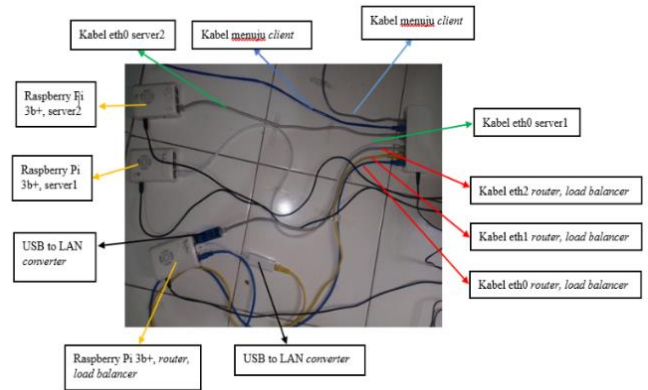 Kabel eth0 server2
Kabel menuju client
Kabel menuju client
Raspberry Pi
3b+, server2
Kabel eth0 server1
Raspberry Pi
3b+, server1
Kabel eth2 router, load balancer
Kabel eth1 router, load balancer
USB to LAN
converter
Kabel eth0 router, load balancer
Raspberry Pi 3b+, router,
load balancer
USB to LAN converter